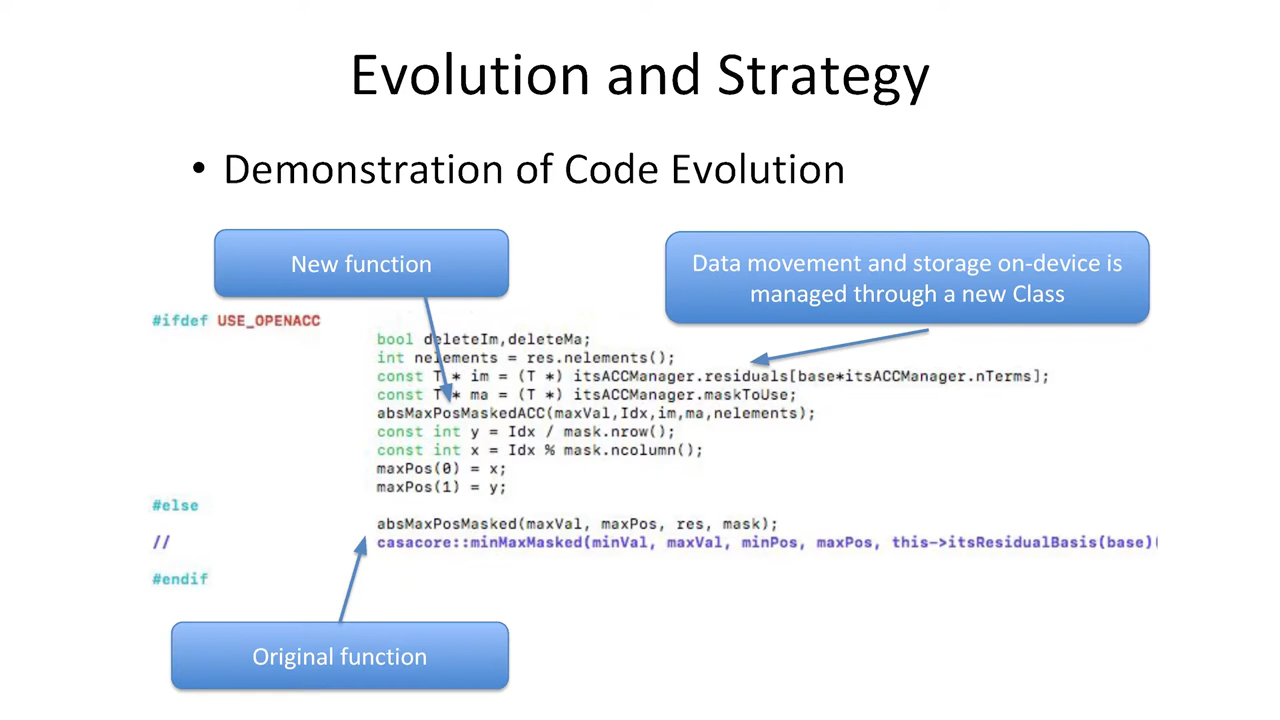 Evolution and Strategy
• Demonstration of Code Evolution
New function
Data movement and storage on-device is
managed through a new Class
#ifdef USE_OPENACC
bool deleteIm,deleteMa;
int nelements = res.nelements();
const T * im = (T *) itsACCManager.residuals[base*itsACCManager.nTerms];
const T * ma = (T *) itsACCManager.maskToUse;
absMaxPosMaskedACC(maxVal,Idx,im,ma,nelements);
const int y = Idx / mask.nrow();
const int x = Idx % mask.ncolumn();
maxPos(0) = x;
maxPos(1) = y;
#else
absMaxPosMasked(maxVal, maxPos, res, mask);
// casacore::minMaxMasked(minVal, maxVal, minPos, maxPos, this->itsResidualBasis(base)(
#endif
Original function